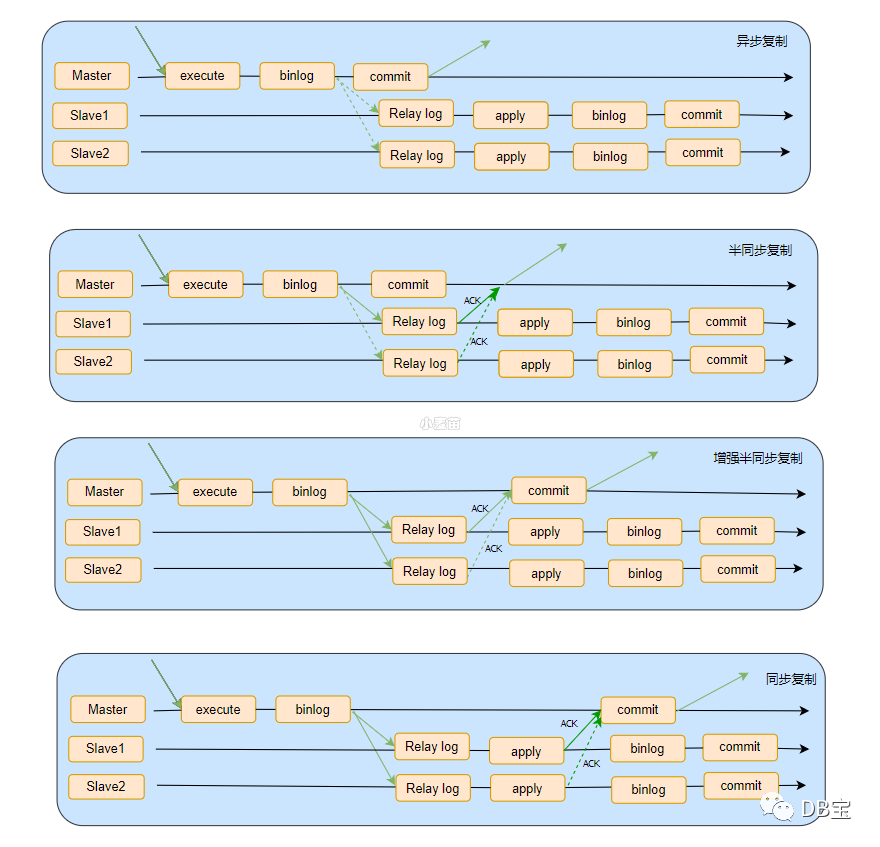 异步复制
Master execute binlog commit
Slave1 Relay log apply binlog commit
Slave2 Relay log apply binlog commit
半同步复制
Master execute binlog commit
ACK
Slave1 Relay log apply binlog commit
ACK
Slave2 Relay log apply binlog commit
小云苗
增强半同步复制
Master execute binlog commit
ACK
Slave1 Relay log apply binlog commit
ACK
Slave2 Relay log apply binlog commit
同步复制
Master execute binlog commit
ACK
Slave1 Relay log apply binlog commit
ACK
Slave2 Relay log apply binlog commit
DB宝